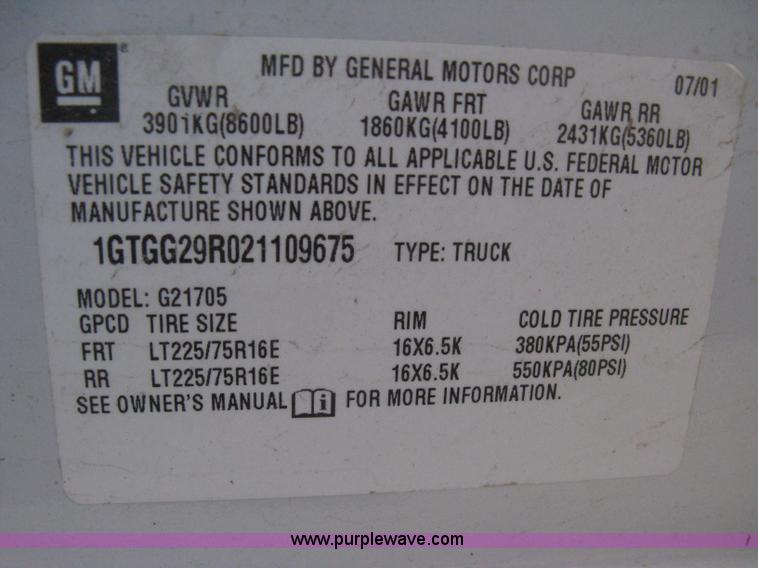 GM
MFD BY GENERAL MOTORS CORP 07/01
GVWR GAWR FRT GAWR RR
3901KG(8600LB) 1860KG(4100LB) 2431KG(5360LB)
THIS VEHICLE CONFORMS TO ALL APPLICABLE U.S. FEDERAL MOTOR
VEHICLE SAFETY STANDARDS IN EFFECT ON THE DATE OF
MANUFACTURE SHOWN ABOVE.
1GTGG29R021109675 TYPE: TRUCK
MODEL: G21705
GPCD TIRE SIZE RIM COLD TIRE PRESSURE
FRT LT225/75R16E 16X6.5K 380KPA(55PSI)
RR LT225/75R16E 16X6.5K 550KPA(80PSI)
SEE OWNER'S MANUAL i FOR MORE INFORMATION.
www.purplewave.com